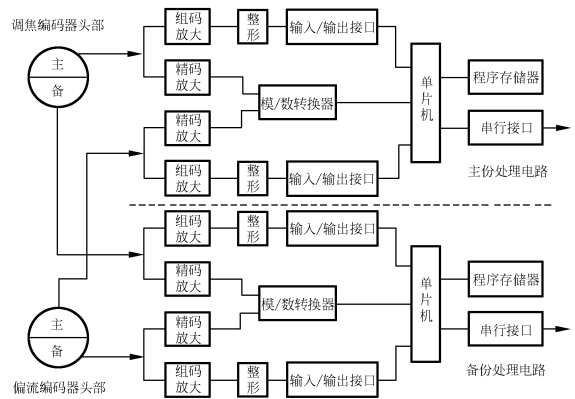 调焦编码器头部
主
备
组码
放大
整
形
输入/输出接口
精码
放大
模/数转换器
精码
放大
组码
放大
整
形
输入/输出接口
单
片
机
程序存储器
串行接口
主份处理电路
组码
放大
整
形
输入/输出接口
精码
放大
模/数转换器
精码
放大
组码
放大
整
形
输入/输出接口
单
片
机
程序存储器
串行接口
备份处理电路
主
备
偏流编码器头部